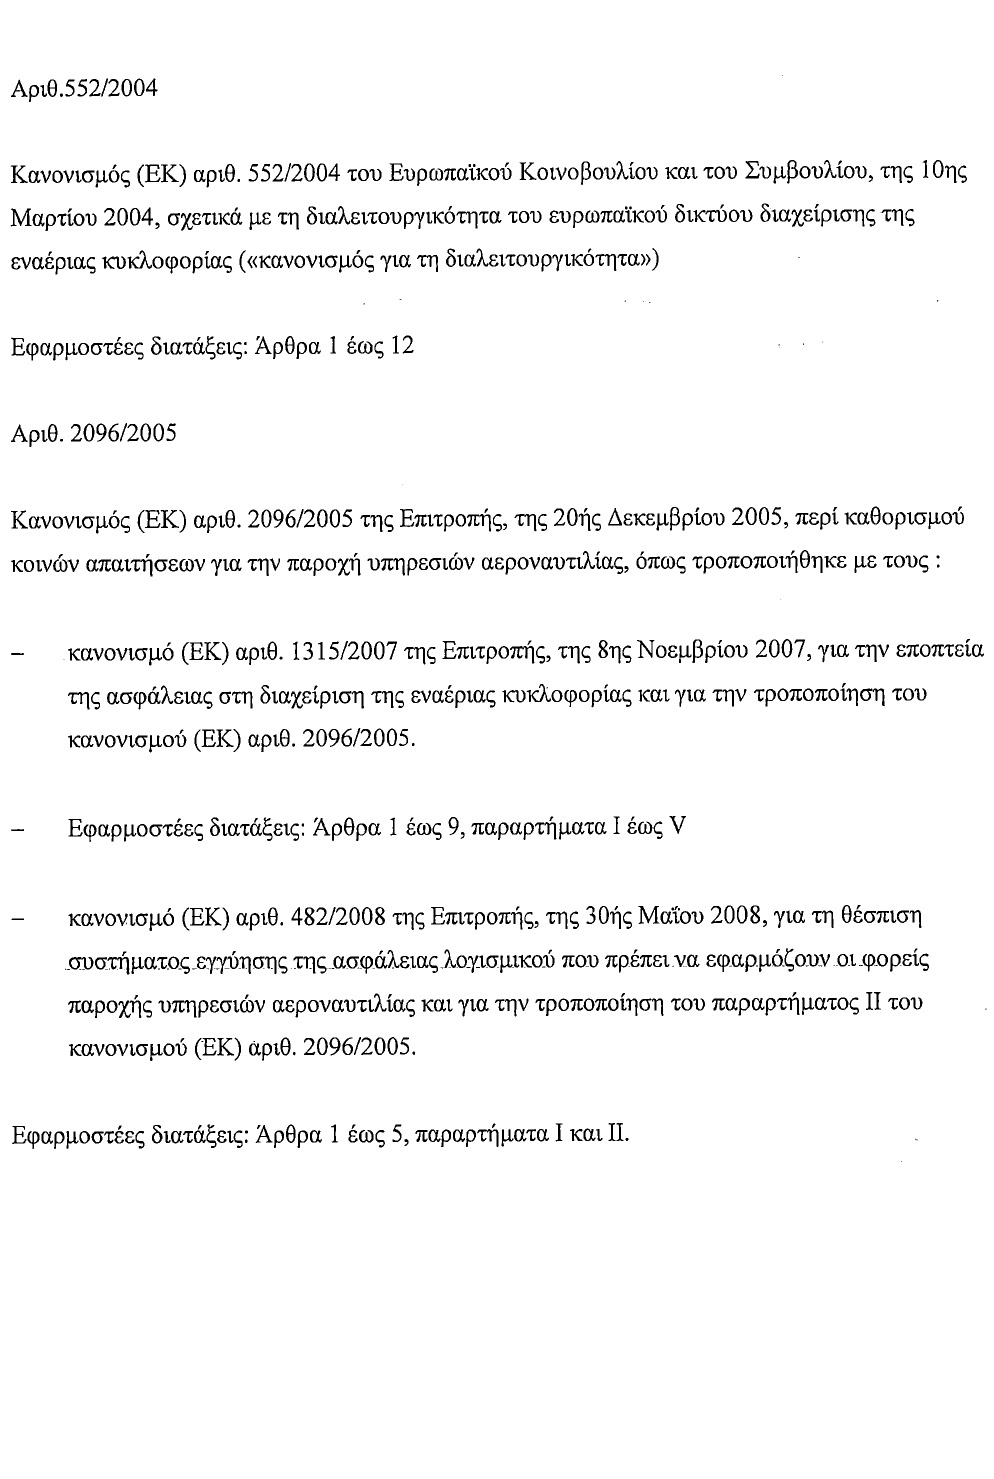 Αριθ.552/2004
Κανονισμός (ΕΚ) αριθ. 552/2004 του Ευρωπαϊκού Κοινοβουλίου και του Συμβουλίου, της 10ης
Μαρτίου 2004, σχετικά με τη διαλειτουργικότητα του ευρωπαϊκού δικτύου διαχείρισης της
εναέριας κυκλοφορίας («κανονισμός για τη διαλειτουργικότητα»)
Εφαρμοστέες διατάξεις: Άρθρα 1 έως 12
Αριθ. 2096/2005
Κανονισμός (ΕΚ) αριθ. 2096/2005 της Επιτροπής, της 20ής Δεκεμβρίου 2005, περί καθορισμού
κοινών απαιτήσεων για την παροχή υπηρεσιών αεροναυτιλίας, όπως τροποποιήθηκε με τους :
– κανονισμό (ΕΚ) αριθ. 1315/2007 της Επιτροπής, της 8ης Νοεμβρίου 2007, για την εποπτεία
της ασφάλειας στη διαχείριση της εναέριας κυκλοφορίας και για την τροποποίηση του
κανονισμού (ΕΚ) αριθ. 2096/2005.
– Εφαρμοστέες διατάξεις: Άρθρα 1 έως 9, παραρτήματα I έως V
– κανονισμό (ΕΚ) αριθ. 482/2008 της Επιτροπής, της 30ής Μαΐου 2008, για τη θέσπιση
συστήματος εγγύησης της ασφάλειας λογισμικού που πρέπει να εφαρμόζουν οι φορείς
παροχής υπηρεσιών αεροναυτιλίας και για την τροποποίηση του παραρτήματος II του
κανονισμού (ΕΚ) αριθ. 2096/2005.
Εφαρμοστέες διατάξεις: Άρθρα 1 έως 5, παραρτήματα I και II.